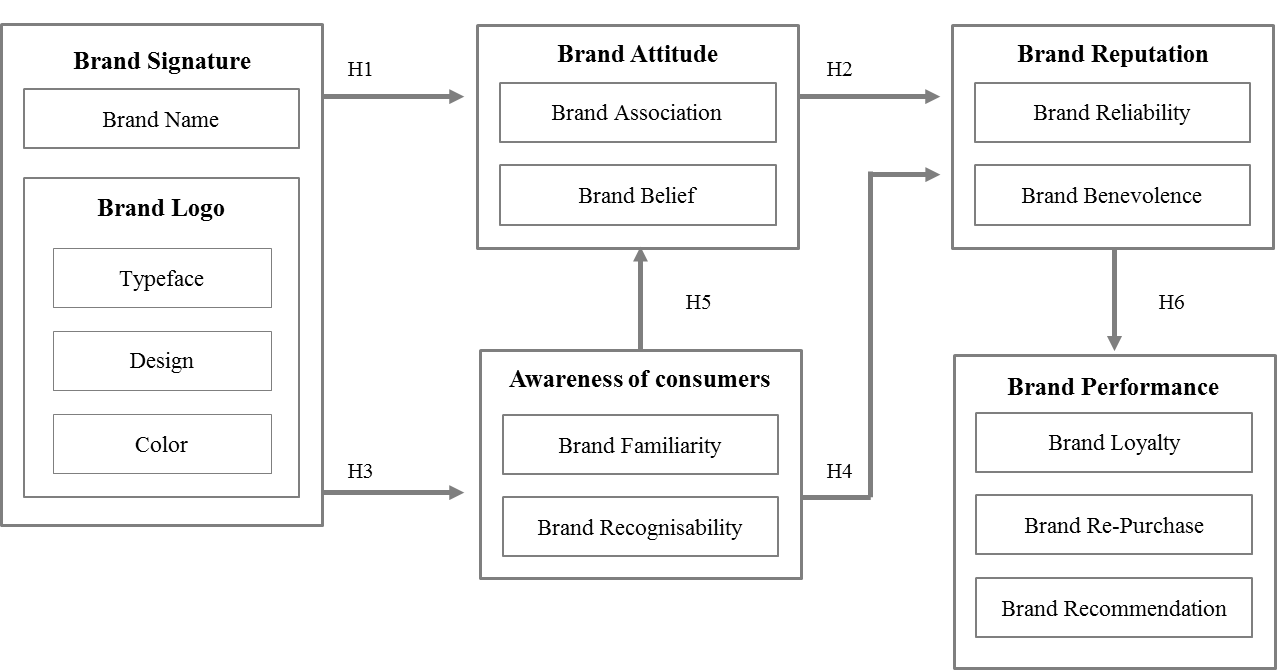 Brand Signature
Brand Name
Brand Logo
Typeface
Design
Color
H1
H3
Brand Attitude
Brand Association
Brand Belief
H5
Awareness of consumers
Brand Familiarity
Brand Recognisability
H2
H4
Brand Reputation
Brand Reliability
Brand Benevolence
H6
Brand Performance
Brand Loyalty
Brand Re-Purchase
Brand Recommendation